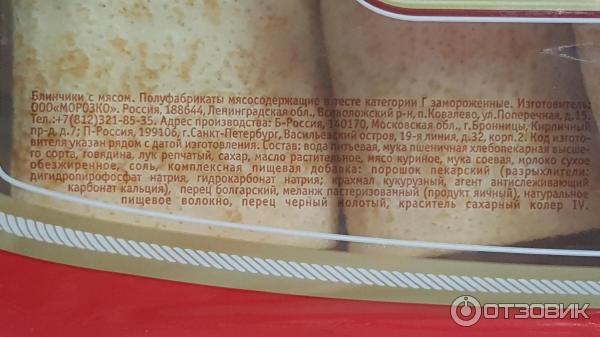 Блинчики с мясом. Полуфабрикаты мясосодержащие в тесте категории Г замороженные. Изготовитель:
ООО«МОРОЗКО». Россия, 188644, Ленинградская обл., Всеволожский р-н, п.Ковалево, ул.Поперечная, д.15.
Тел.:+7(812)321-85-35. Адрес производства: Б-Россия, 140170, Московская обл., г.Бронницы, Кирпичный
пр-д, д.7; П-Россия, 199106, г.Санкт-Петербург, Васильевский остров, 19-я линия, д.32, корп.2. Код изгото-
вителя указан рядом с датой изготовления. Состав: вода питьевая, мука пшеничная хлебопекарная высше-
го сорта, говядина, лук репчатый, сахар, масло растительное, мясо куриное, мука соевая, молоко сухое
обезжиренное, соль, комплексная пищевая добавка: порошок пекарский (разрыхлители:
дигидропирофосфат натрия, гидрокарбонат натрия; крахмал кукурузный, агент антислеживающий
карбонат кальция), перец болгарский, меланж пастеризованный (продукт яичный), натуральное
пищевое волокно, перец черный молотый, краситель сахарный колер IV.
ОТЗОВИК